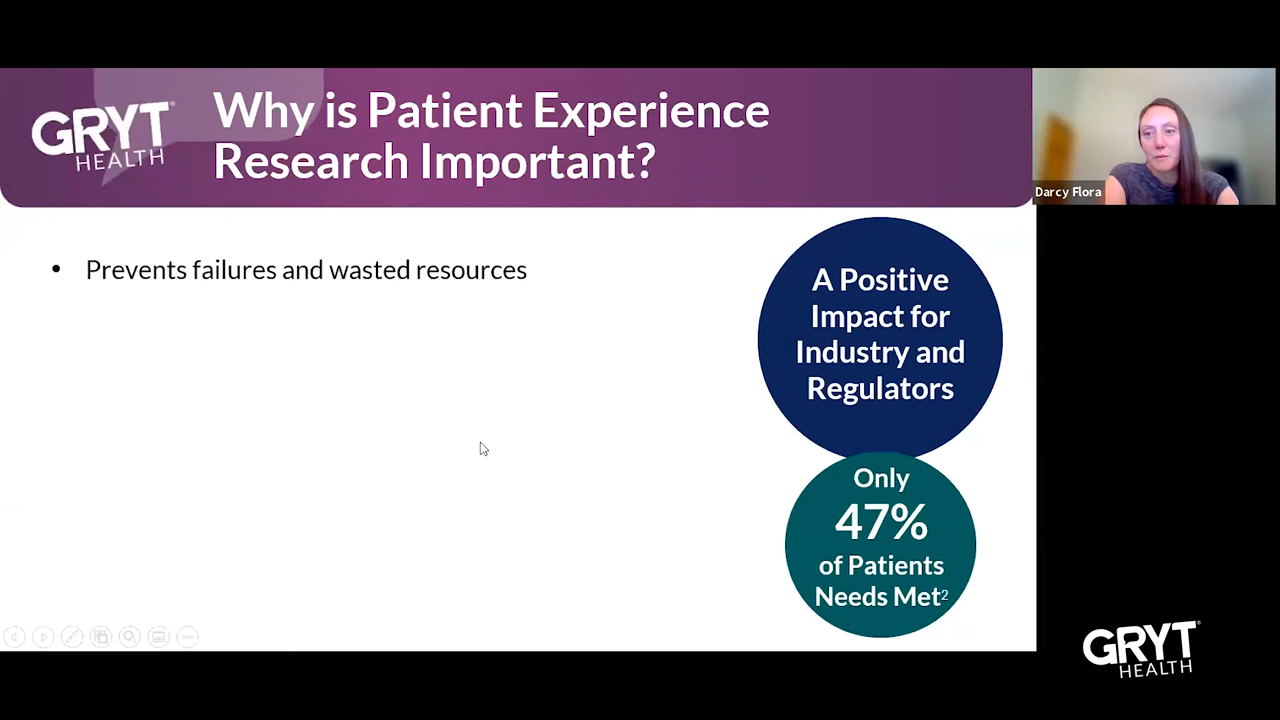 GRYT®
HEALTH
Why is Patient Experience
Research Important?
Darcy Flora
• Prevents failures and wasted resources
A Positive
Impact for
Industry and
Regulators
Only
47%
of Patients
Needs Met2
GRYT®
HEALTH